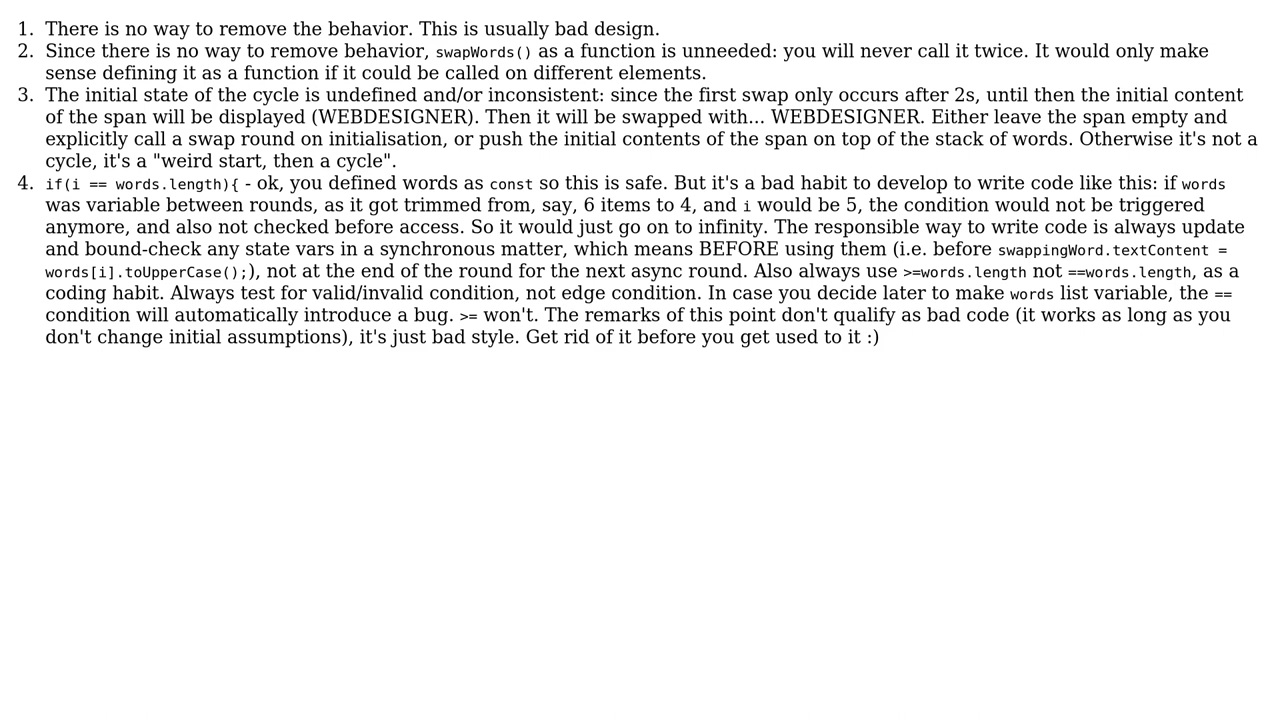 1. There is no way to remove the behavior. This is usually bad design.
2. Since there is no way to remove behavior, swapWords() as a function is unneeded: you will never call it twice. It would only make
sense defining it as a function if it could be called on different elements.
3. The initial state of the cycle is undefined and/or inconsistent: since the first swap only occurs after 2s, until then the initial content
of the span will be displayed (WEBDESIGNER). Then it will be swapped with... WEBDESIGNER. Either leave the span empty and
explicitly call a swap round on initialisation, or push the initial contents of the span on top of the stack of words. Otherwise it's not a
cycle, it's a "weird start, then a cycle".
4. if(i == words.length){ - ok, you defined words as const so this is safe. But it's a bad habit to develop to write code like this: if words
was variable between rounds, as it got trimmed from, say, 6 items to 4, and i would be 5, the condition would not be triggered
anymore, and also not checked before access. So it would just go on to infinity. The responsible way to write code is always update
and bound-check any state vars in a synchronous matter, which means BEFORE using them (i.e. before swappingWord.textContent =
words[i].toUpperCase();), not at the end of the round for the next async round. Also always use >=words.length not ==words.length, as a
coding habit. Always test for valid/invalid condition, not edge condition. In case you decide later to make words list variable, the ==
condition will automatically introduce a bug. >= won't. The remarks of this point don't qualify as bad code (it works as long as you
don't change initial assumptions), it's just bad style. Get rid of it before you get used to it :)